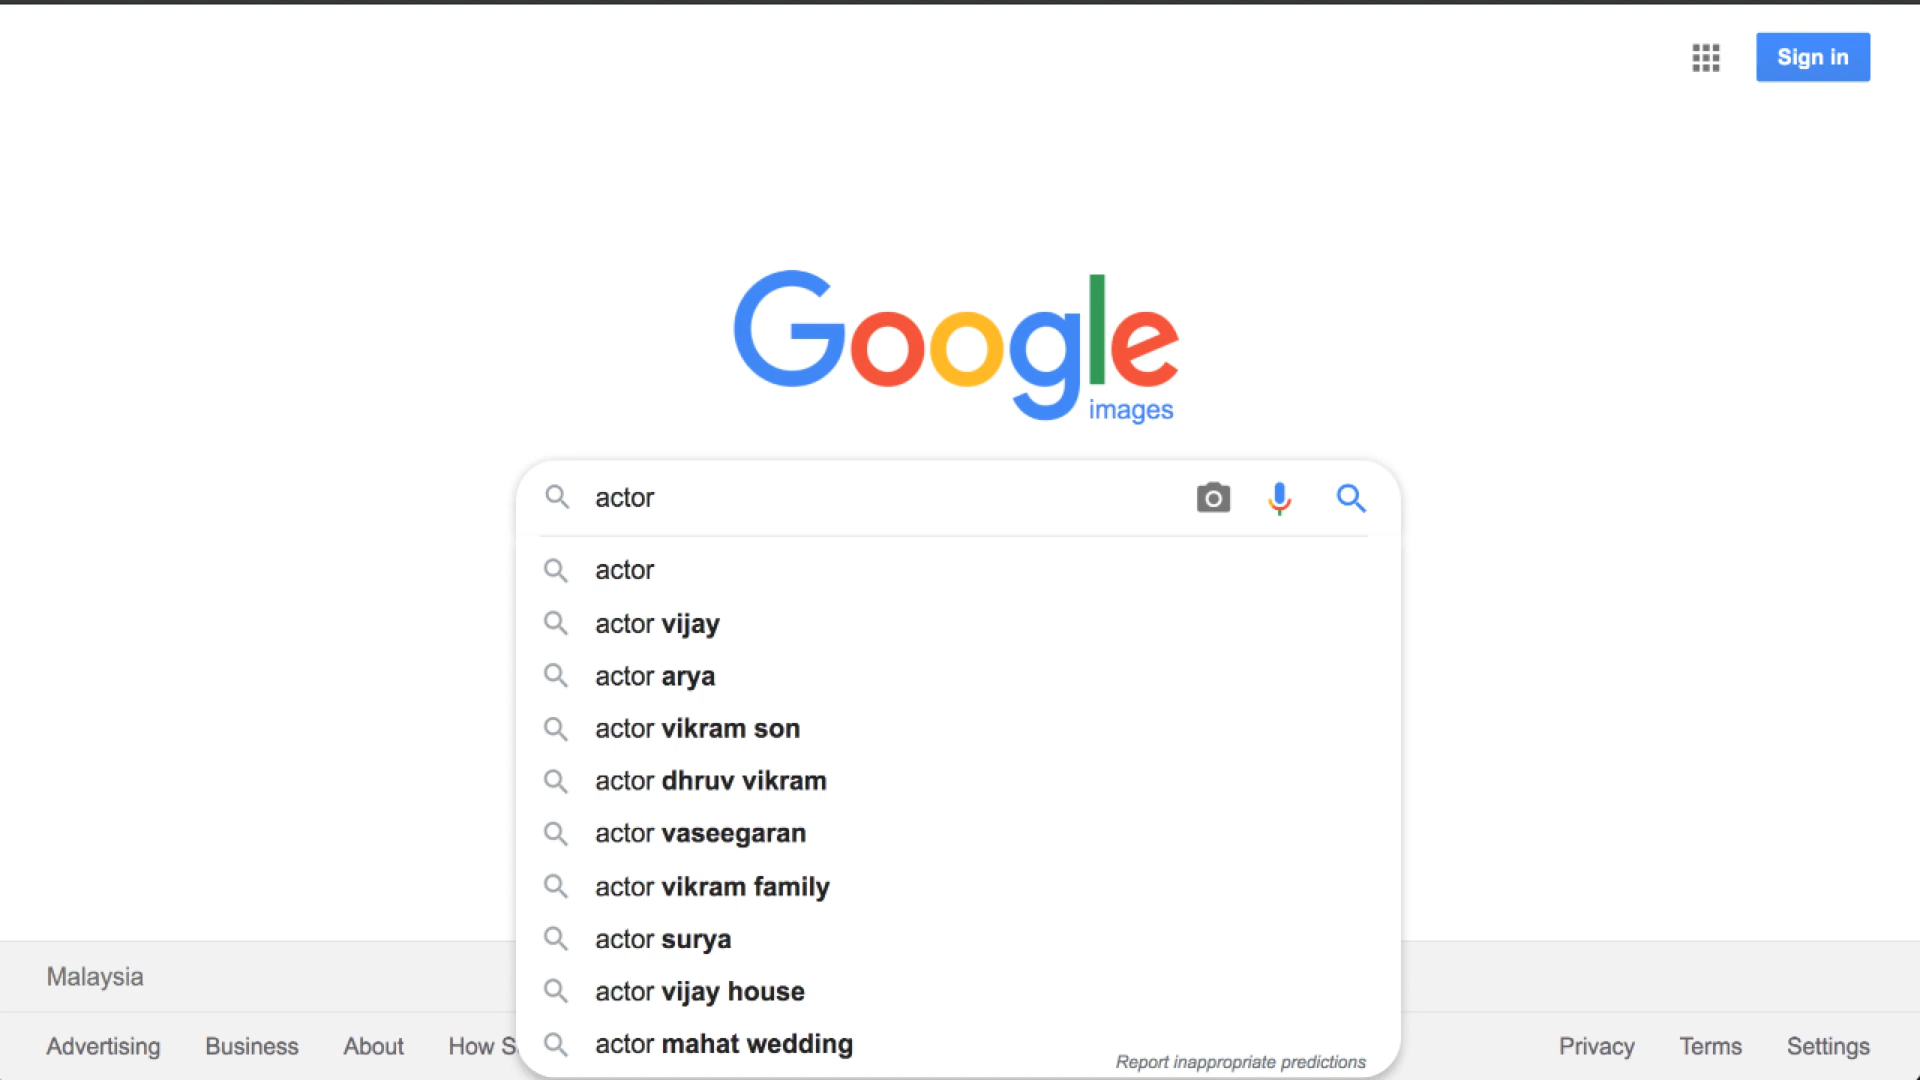 Sign in
Google
images
actor
actor
actor vijay
actor arya
actor vikram son
actor dhruv vikram
actor vaseegaran
actor vikram family
actor surya
actor vijay house
actor mahat wedding
Report inappropriate predictions
Malaysia
Advertising Business About How S Privacy Terms Settings